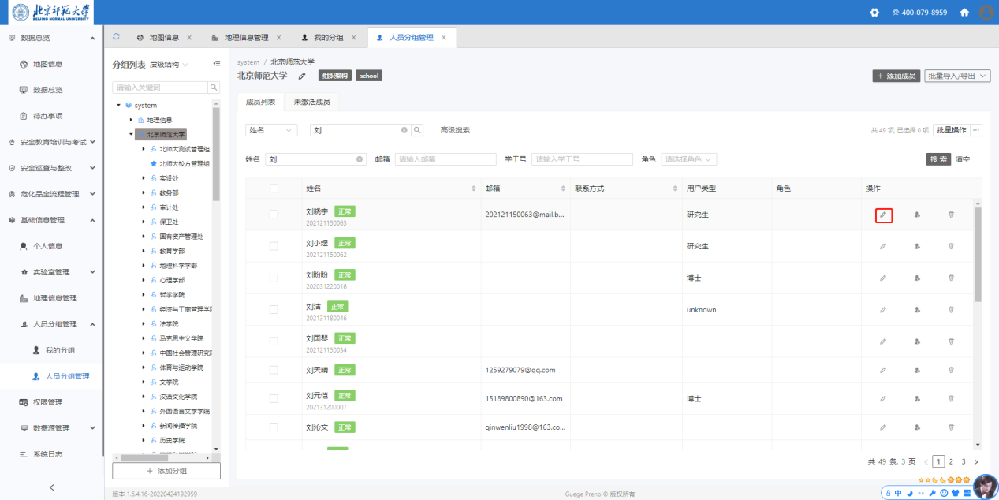 北京师范大学
BEIJING NORMAL UNIVERSITY
400-079-8959
数据总览
地图信息
数据总览
待办事项
安全教育培训与考试
安全巡查与整改
危化品全流程管理
基础信息管理
个人信息
实验室管理
地理信息管理
人员分组管理
我的分组
人员分组管理
权限管理
数据源管理
系统日志
地图信息 × 地理信息管理 × 我的分组 × 人员分组管理 ×
分组列表 层级结构
请输入关键词
system
地理信息
北京师范大学
北师大测试管理组
北师大校方管理组
实设处
教务部
审计处
保卫处
国有资产管理处
教育学部
地理科学学部
心理学部
哲学学院
经济与工商管理学院
法学院
马克思主义学院
中国社会管理研究院
体育与运动学院
文学院
汉语文化学院
外国语言文学学院
新闻传播学院
历史学院
+ 添加分组
system / 北京师范大学
北京师范大学 组织架构 school
+ 添加成员 批量导入/导出
成员列表 未激活成员
姓名 刘 高级搜索 共 49 项, 已选择 0 项 批量操作 ...
姓名 刘 邮箱 请输入邮箱 学工号 请输入学工号 角色 请选择角色 搜 索 清空
姓名 邮箱 联系方式 用户类型 角色 操作
刘晓宇 正常 202121150063@mail.b... 研究生
202121150063
刘小煜 正常 研究生
202121150062
刘盼盼 正常 博士
202031220016
刘洁 正常 unknown
202131180046
刘国琴 正常
202121150034
刘天晴 正常 1259279079@qq.com
刘元恺 正常 15189800890@163.com 博士
202131200007
刘沁文 正常 qinwenliu1998@163.co...
共 49 条, 3 页 < 1 2 3 >
版本 1.6.4.16-20220424192959 Guege Preno © 版权所有
中